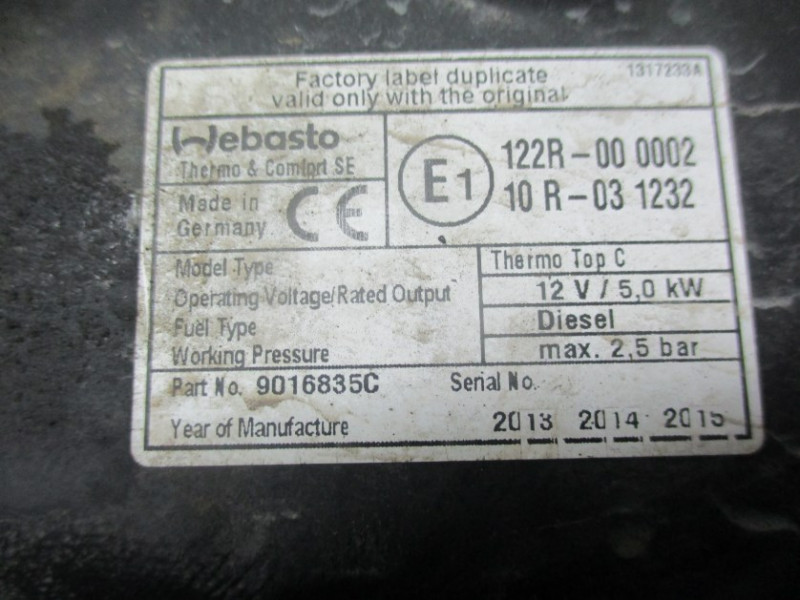 Factory label duplicate 1317233A
valid only with the original
Webasto
Thermo & Comfort SE
Made in
Germany
CE
E1
122R-00 0002
10 R-03 1232
Model Type Thermo Top C
Operating Voltage/Rated Output 12 V / 5,0 kW
Fuel Type Diesel
Working Pressure max. 2,5 bar
Part No. 9016835C Serial No.
Year of Manufacture 2013 2014 2015